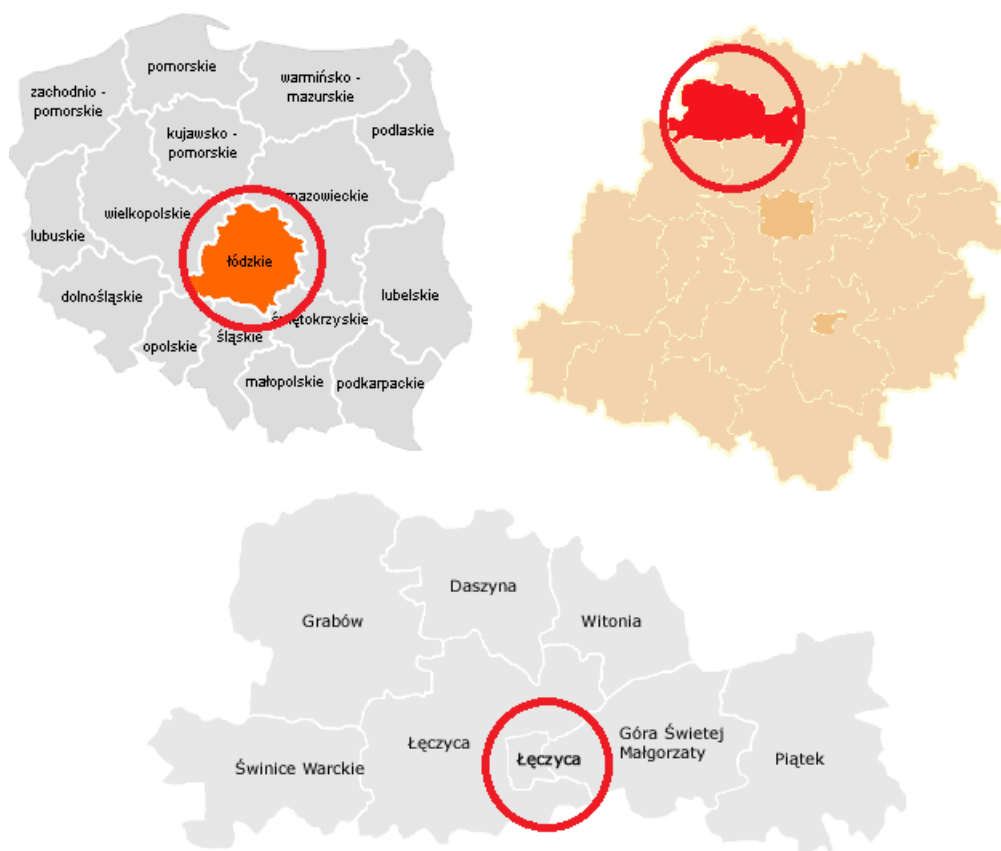 pomorskie
zachodnio -
pomorskie
warmińsko -
mazurskie
kujawsko -
pomorskie
podlaskie
mazowieckie
wielkopolskie
lubuskie
łódzkie
dolnośląskie
lubelskie
opolskie
śląskie
świętokrzyskie
małopolskie
podkarpackie
Daszyna
Grabów
Witonia
Łęczyca
Góra Świetej
Małgorzaty
Łęczyca
Piątek
Świnice Warckie